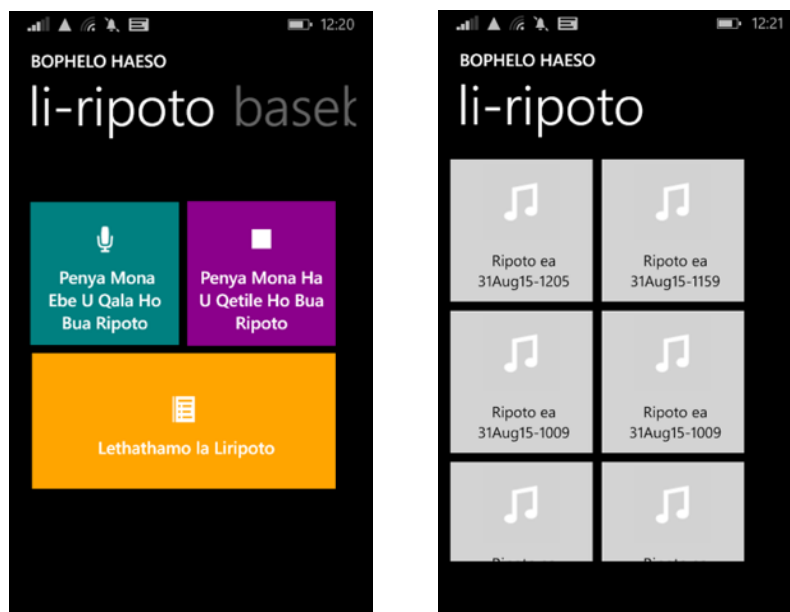 12:20
BOPHELO HAESO
li-ripoto
Penya Mona
Ebe U Qala Ho
Bua Ripoto
Penya Mona Ha
U Qetile Ho Bua
Ripoto
Lethathamo la Liripoto
12:21
BOPHELO HAESO
li-ripoto
Ripoto ea
31Aug15-1205
Ripoto ea
31Aug15-1159
Ripoto ea
31Aug15-1009
Ripoto ea
31Aug15-1009